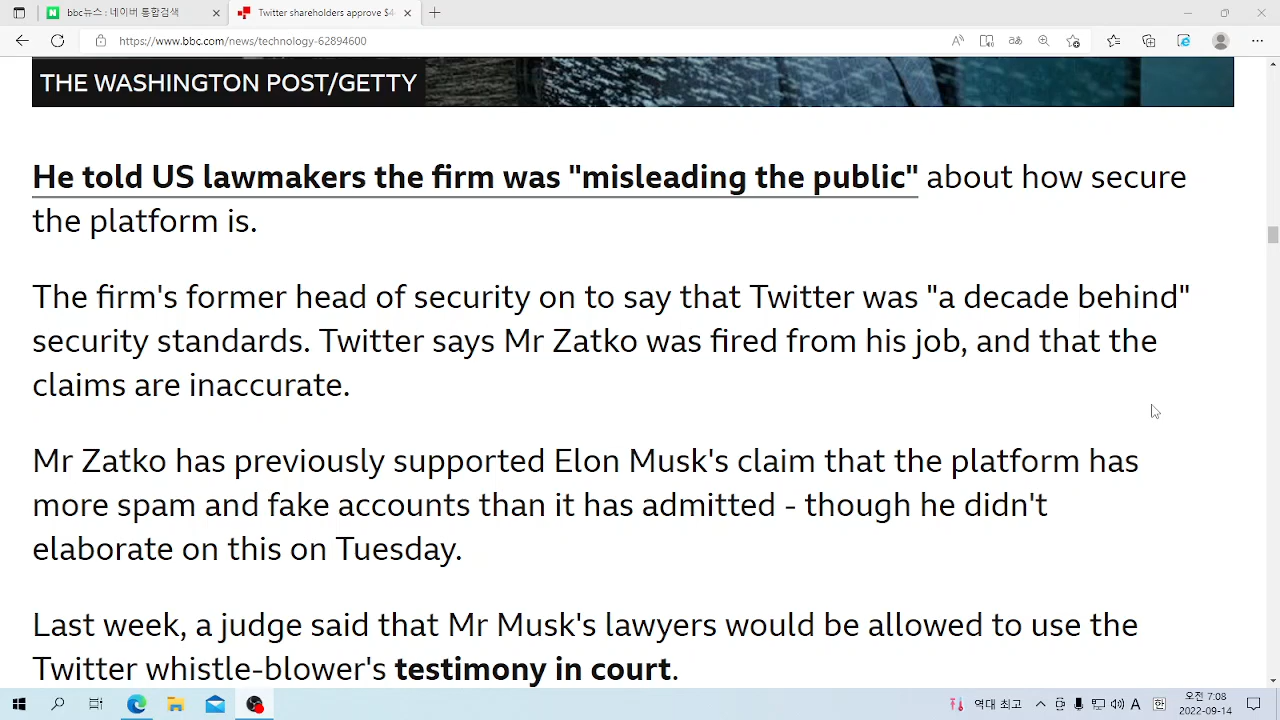 bbc뉴스 : 네이버 통합검색
Twitter shareholders approve $4
https://www.bbc.com/news/technology-62894600
THE WASHINGTON POST/GETTY
He told US lawmakers the firm was "misleading the public" about how secure
the platform is.
The firm's former head of security on to say that Twitter was "a decade behind"
security standards. Twitter says Mr Zatko was fired from his job, and that the
claims are inaccurate.
Mr Zatko has previously supported Elon Musk's claim that the platform has
more spam and fake accounts than it has admitted - though he didn't
elaborate on this on Tuesday.
Last week, a judge said that Mr Musk's lawyers would be allowed to use the
Twitter whistle-blower's testimony in court.
역대 최고 A 한 오전 7:08
2022-09-14